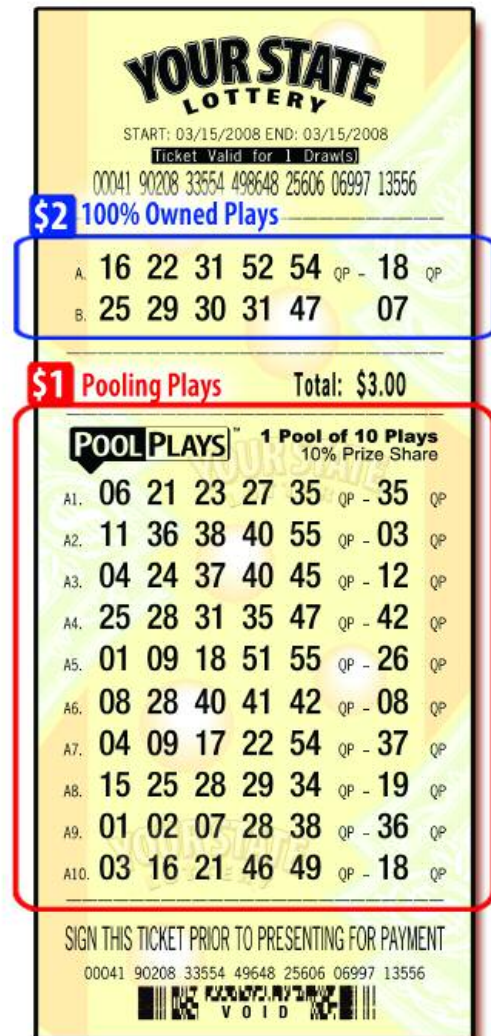 YOUR STATE
LOTTERY
START: 03/15/2008 END: 03/15/2008
Ticket Valid for 1 Draw(s)
00041 90208 33554 498648 25606 06997 13556
$2 100% Owned Plays
A. 16 22 31 52 54 QP - 18 QP
B. 25 29 30 31 47 07
$1 Pooling Plays Total: $3.00
POOL PLAYS™ 1 Pool of 10 Plays
10% Prize Share
A1. 06 21 23 27 35 QP - 35 QP
A2. 11 36 38 40 55 QP - 03 QP
A3. 04 24 37 40 45 QP - 12 QP
A4. 25 28 31 35 47 QP - 42 QP
A5. 01 09 18 51 55 QP - 26 QP
A6. 08 28 40 41 42 QP - 08 QP
A7. 04 09 17 22 54 QP - 37 QP
A8. 15 25 28 29 34 QP - 19 QP
A9. 01 02 07 28 38 QP - 36 QP
A10. 03 16 21 46 49 QP - 18 QP
SIGN THIS TICKET PRIOR TO PRESENTING FOR PAYMENT
00041 90208 33554 49648 25606 06997 13556
VOID